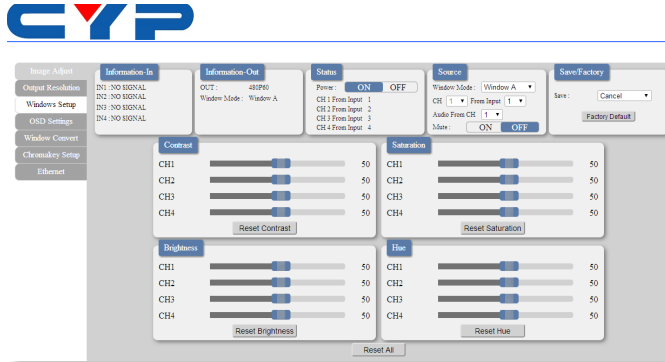 CYP
Image Adjust
Output Resolution
Windows Setup
OSD Settings
Window Convert
Chromakey Setup
Ethernet
Information-In
IN1 : NO SIGNAL
IN2 : NO SIGNAL
IN3 : NO SIGNAL
IN4 : NO SIGNAL
Information-Out
OUT : 480P60
Window Mode : Window A
Status
Power : ON OFF
CH 1 From Input 1
CH 2 From Input 2
CH 3 From Input 3
CH 4 From Input 4
Source
Window Mode : Window A
CH 1 From Input 1
Audio From CH 1
Mute : ON OFF
Save/Factory
Save : Cancel
Factory Default
Contrast
CH1 50
CH2 50
CH3 50
CH4 50
Reset Contrast
Saturation
CH1 50
CH2 50
CH3 50
CH4 50
Reset Saturation
Brightness
CH1 50
CH2 50
CH3 50
CH4 50
Reset Brightness
Hue
CH1 50
CH2 50
CH3 50
CH4 50
Reset Hue
Reset All